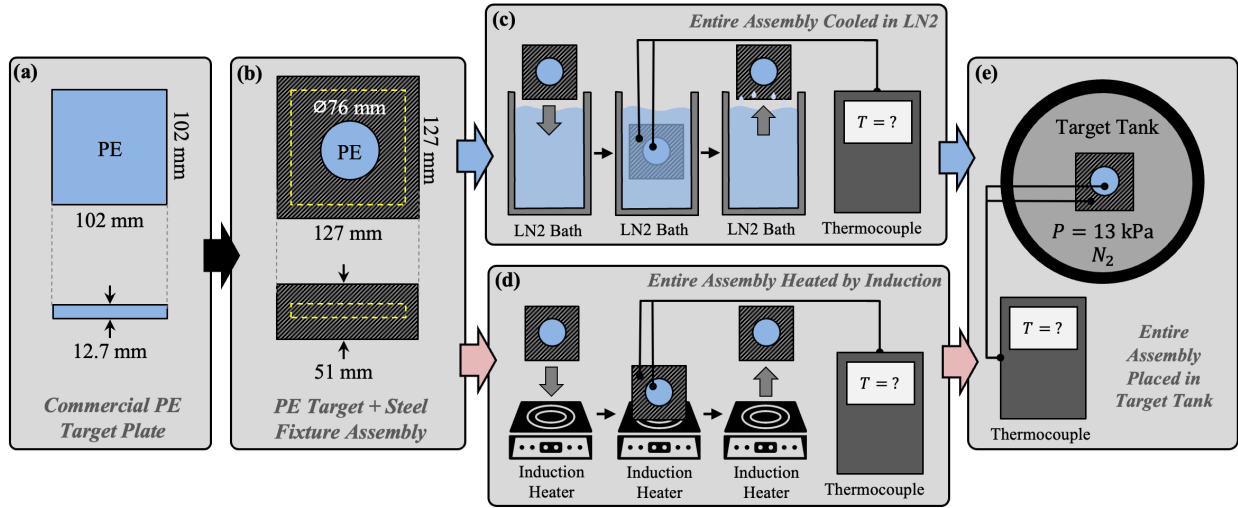 (a)
PE
102 mm
102 mm
12.7 mm
Commercial PE
Target Plate
(b)
Ø76 mm
PE
127 mm
127 mm
51 mm
PE Target + Steel
Fixture Assembly
(c)
Entire Assembly Cooled in LN2
T = ?
LN2 Bath
LN2 Bath
LN2 Bath
Thermocouple
(d)
Entire Assembly Heated by Induction
T = ?
Induction
Heater
Induction
Heater
Induction
Heater
Thermocouple
(e)
Target Tank
P = 13 kPa
N₂
T = ?
Thermocouple
Entire
Assembly
Placed in
Target Tank